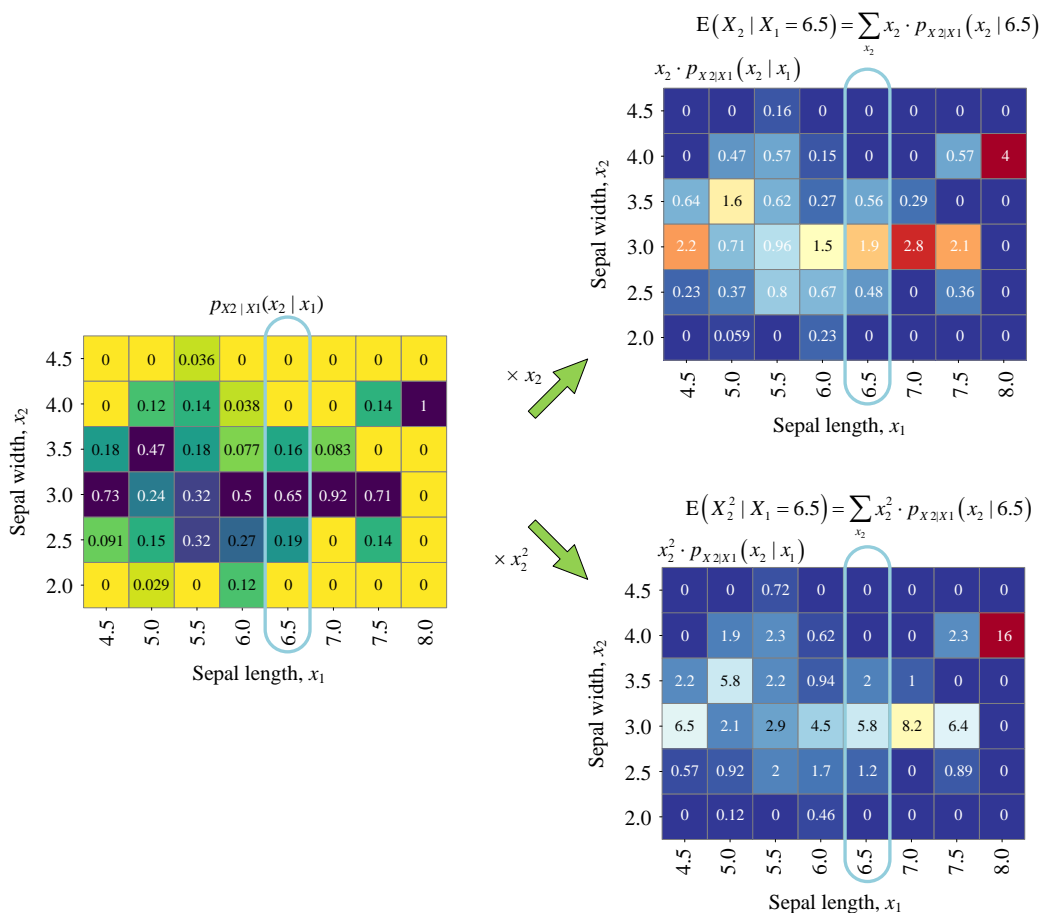 E(X₂ | X₁ = 6.5) = ∑ₓ₂ x₂ · p_{X2|X1}(x₂ | 6.5)
x₂ · p_{X2|X1}(x₂ | x₁)
Sepal width, x₂
4.5 0 0 0.16 0 0 0 0 0
4.0 0 0.47 0.57 0.15 0 0 0.57 4
3.5 0.64 1.6 0.62 0.27 0.56 0.29 0 0
3.0 2.2 0.71 0.96 1.5 1.9 2.8 2.1 0
2.5 0.23 0.37 0.8 0.67 0.48 0 0.36 0
2.0 0 0.059 0 0.23 0 0 0 0
4.5 5.0 5.5 6.0 6.5 7.0 7.5 8.0
Sepal length, x₁
p_{X2|X1}(x₂ | x₁)
Sepal width, x₂
4.5 0 0 0.036 0 0 0 0 0
4.0 0 0.12 0.14 0.038 0 0 0.14 1
3.5 0.18 0.47 0.18 0.077 0.16 0.083 0 0
3.0 0.73 0.24 0.32 0.5 0.65 0.92 0.71 0
2.5 0.091 0.15 0.32 0.27 0.19 0 0.14 0
2.0 0 0.029 0 0.12 0 0 0 0
4.5 5.0 5.5 6.0 6.5 7.0 7.5 8.0
Sepal length, x₁
× x₂
× x₂²
E(X₂² | X₁ = 6.5) = ∑ₓ₂ x₂² · p_{X2|X1}(x₂ | 6.5)
x₂² · p_{X2|X1}(x₂ | x₁)
Sepal width, x₂
4.5 0 0 0.72 0 0 0 0 0
4.0 0 1.9 2.3 0.62 0 0 2.3 16
3.5 2.2 5.8 2.2 0.94 2 1 0 0
3.0 6.5 2.1 2.9 4.5 5.8 8.2 6.4 0
2.5 0.57 0.92 2 1.7 1.2 0 0.89 0
2.0 0 0.12 0 0.46 0 0 0 0
4.5 5.0 5.5 6.0 6.5 7.0 7.5 8.0
Sepal length, x₁